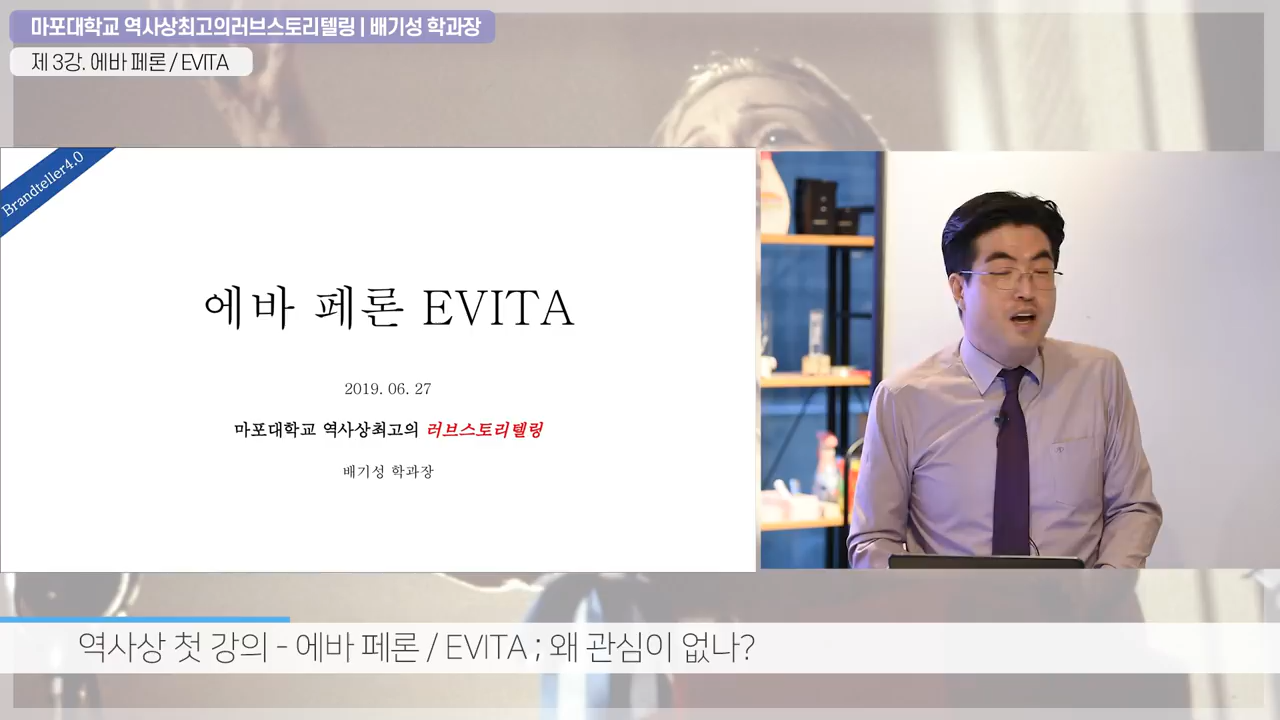 마포대학교 역사상최고의러브스토리텔링 | 배기성 학과장
제 3강. 에바 페론 / EVITA
Brandteller4.0
에바 페론 EVITA
2019. 06. 27
마포대학교 역사상최고의 러브스토리텔링
배기성 학과장
역사상 첫 강의 - 에바 페론 / EVITA ; 왜 관심이 없나?